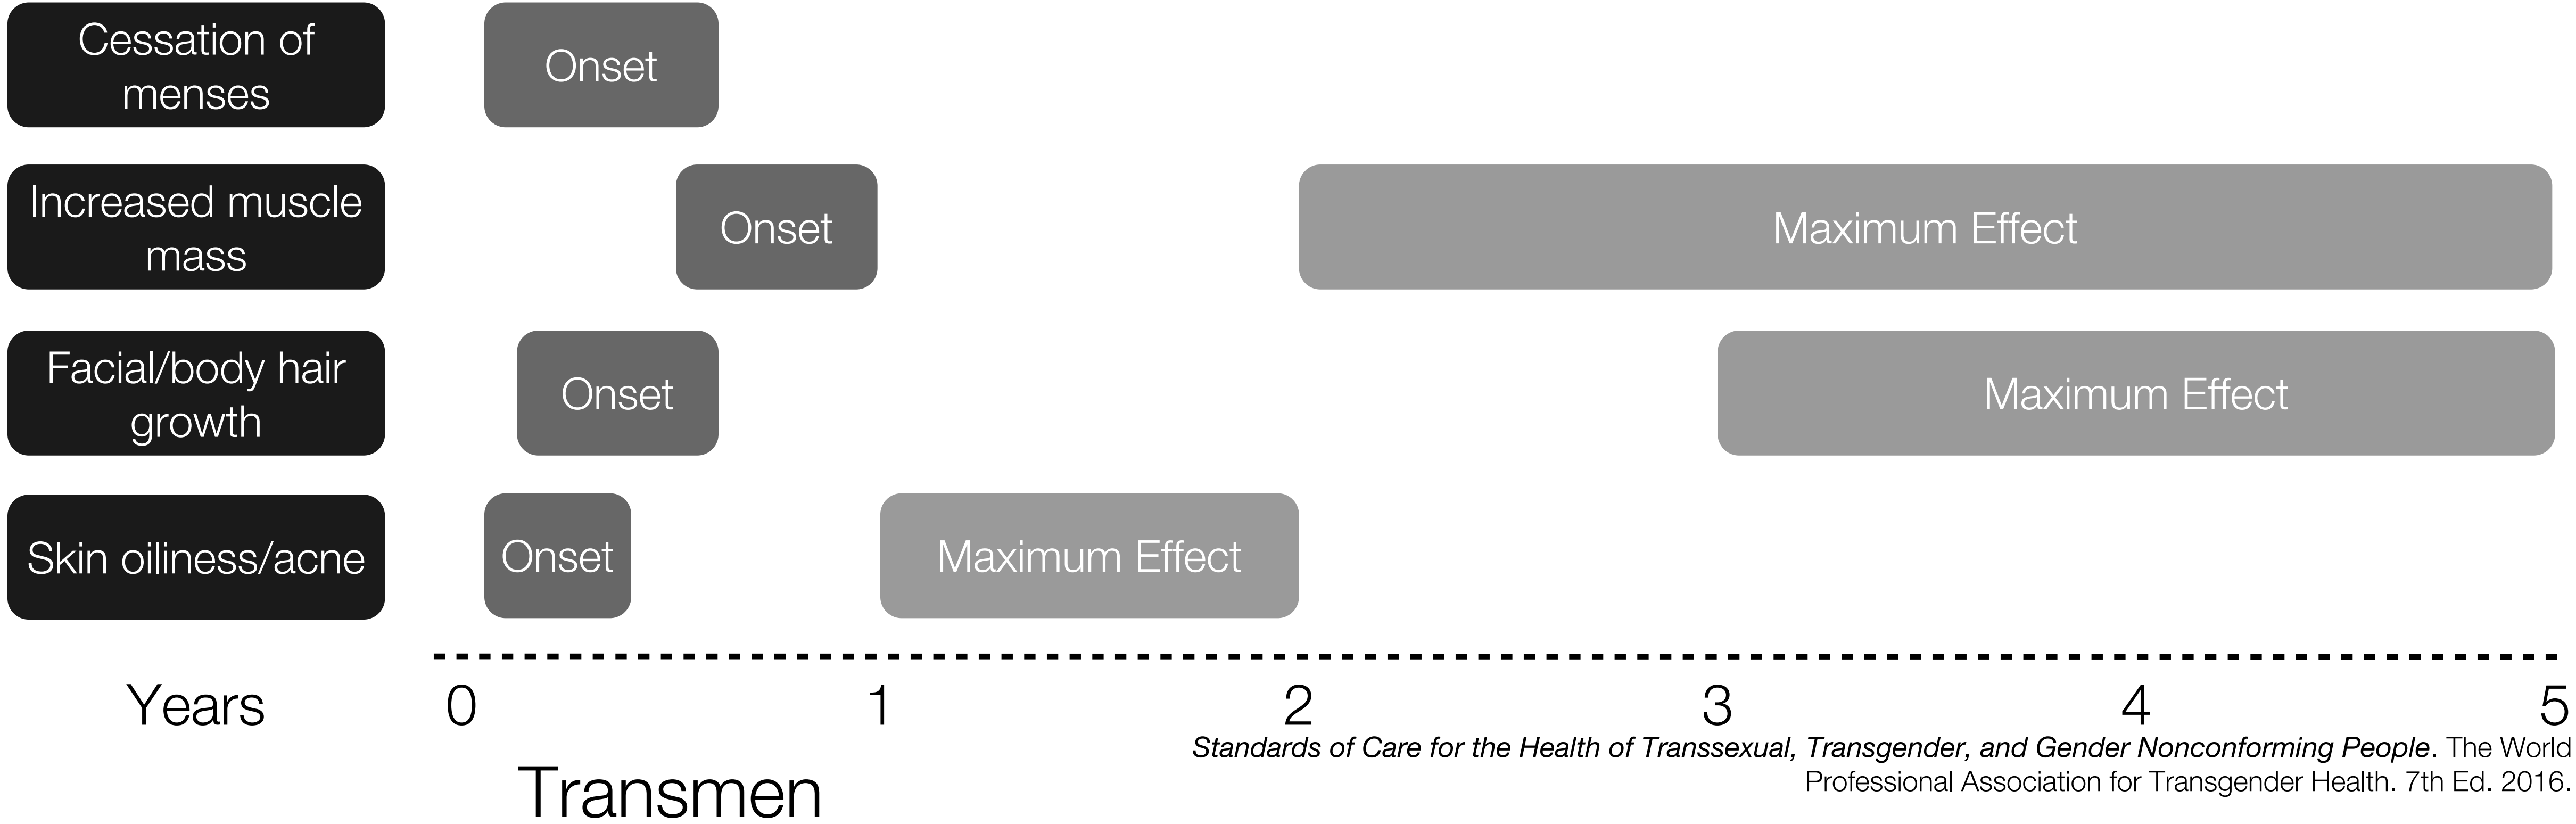 Cessation of
menses
Onset
Increased muscle
mass
Onset
Maximum Effect
Facial/body hair
growth
Onset
Maximum Effect
Skin oiliness/acne
Onset
Maximum Effect
Years
0
1
2
3
4
5
Standards of Care for the Health of Transsexual, Transgender, and Gender Nonconforming People. The World
Professional Association for Transgender Health. 7th Ed. 2016.
Transmen